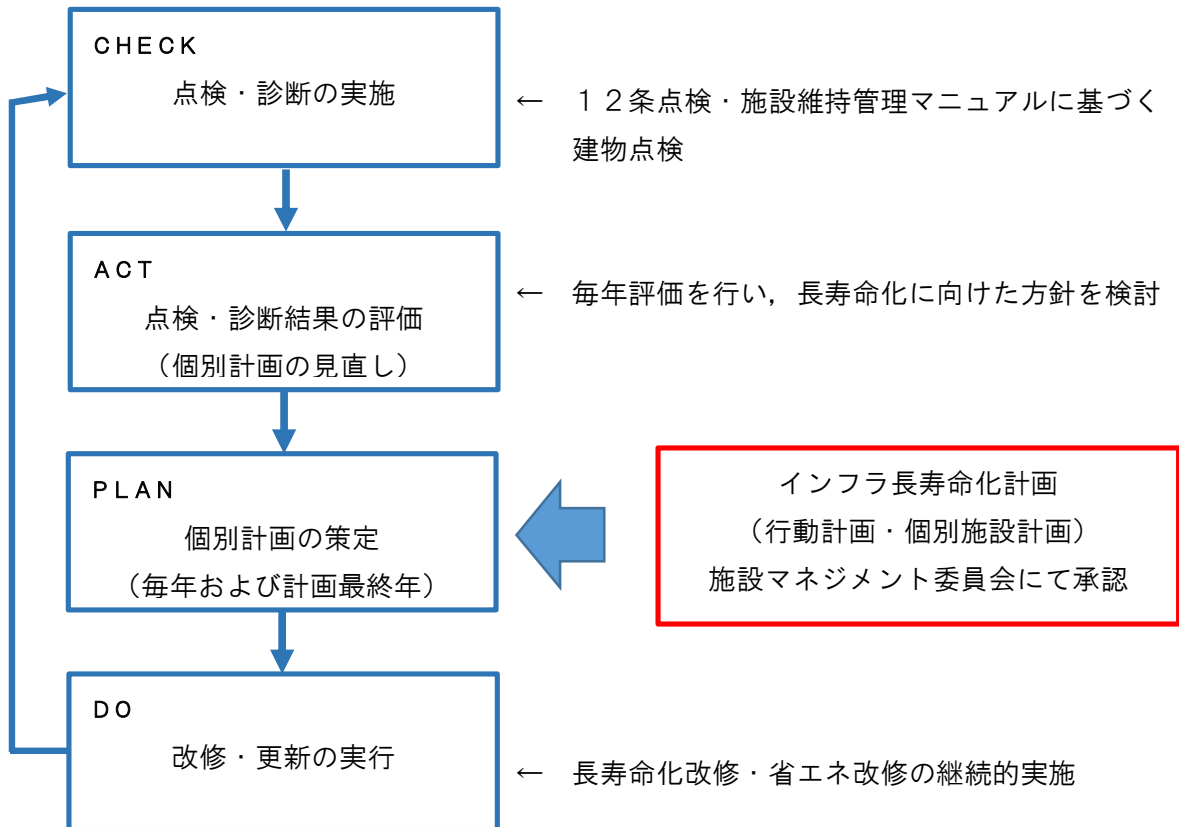 CHECK
点検・診断の実施
← 12条点検・施設維持管理マニュアルに基づく
建物点検
ACT
点検・診断結果の評価
(個別計画の見直し)
← 毎年評価を行い,長寿命化に向けた方針を検討
PLAN
個別計画の策定
(毎年および計画最終年)
インフラ長寿命化計画
(行動計画・個別施設計画)
施設マネジメント委員会にて承認
DO
改修・更新の実行
← 長寿命化改修・省エネ改修の継続的実施